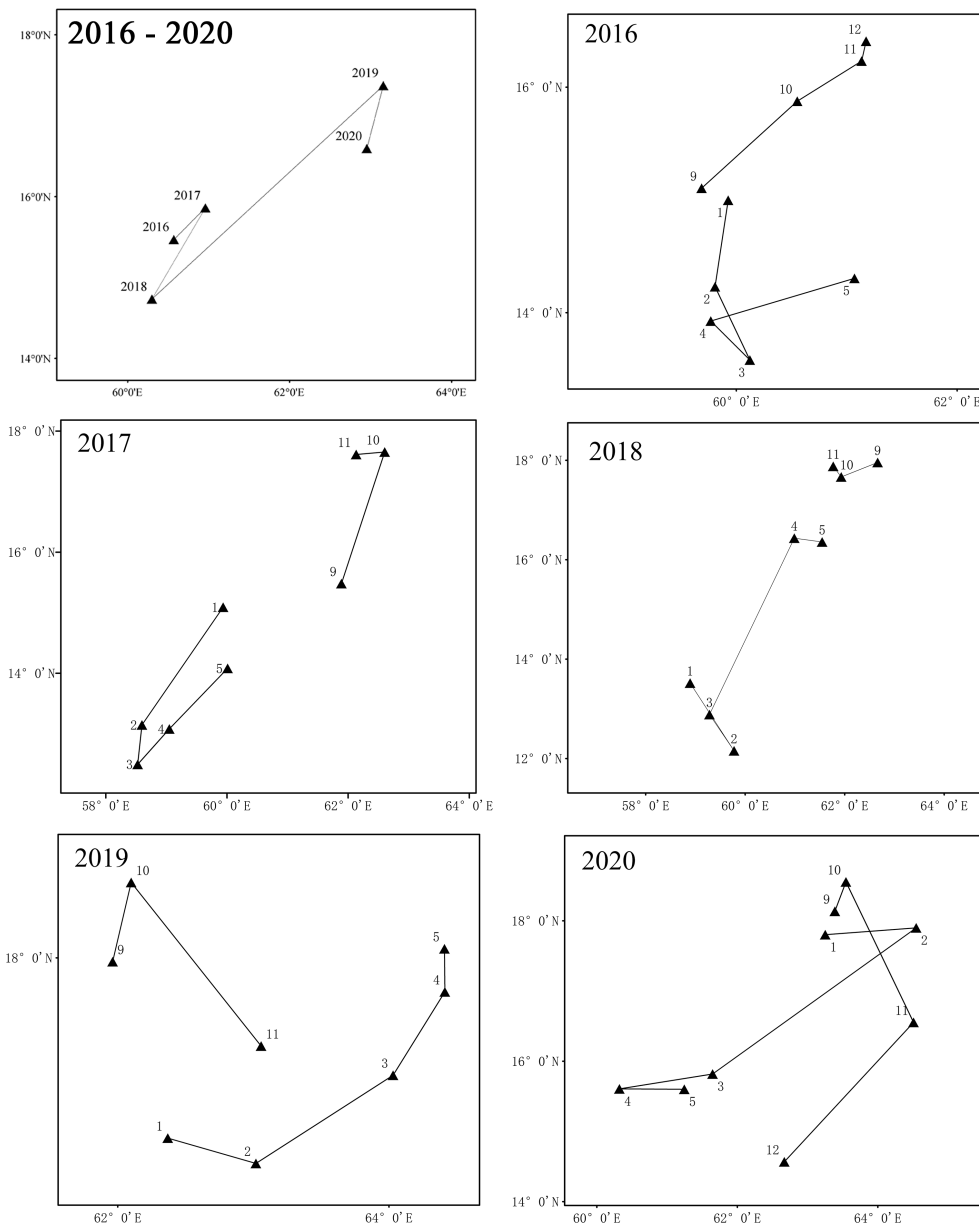 2016 - 2020
18°0'N
16°0'N
14°0'N
60°0'E
62°0'E
64°0'E
2019
2020
2017
2016
2018
2016
16° 0'N
14° 0'N
60° 0'E
62° 0'E
12
11
10
9
1
2
5
4
3
2017
18° 0'N
16° 0'N
14° 0'N
58° 0'E
60° 0'E
62° 0'E
64° 0'E
11
10
9
1
5
2
4
3
2018
18° 0'N
16° 0'N
14° 0'N
12° 0'N
58° 0'E
60° 0'E
62° 0'E
64° 0'E
11
10
9
4
5
1
3
2
2019
18° 0'N
62° 0'E
64° 0'E
10
9
5
4
11
3
1
2
2020
18° 0'N
16° 0'N
14° 0'N
60° 0'E
62° 0'E
64° 0'E
10
9
1
2
11
3
4
5
12